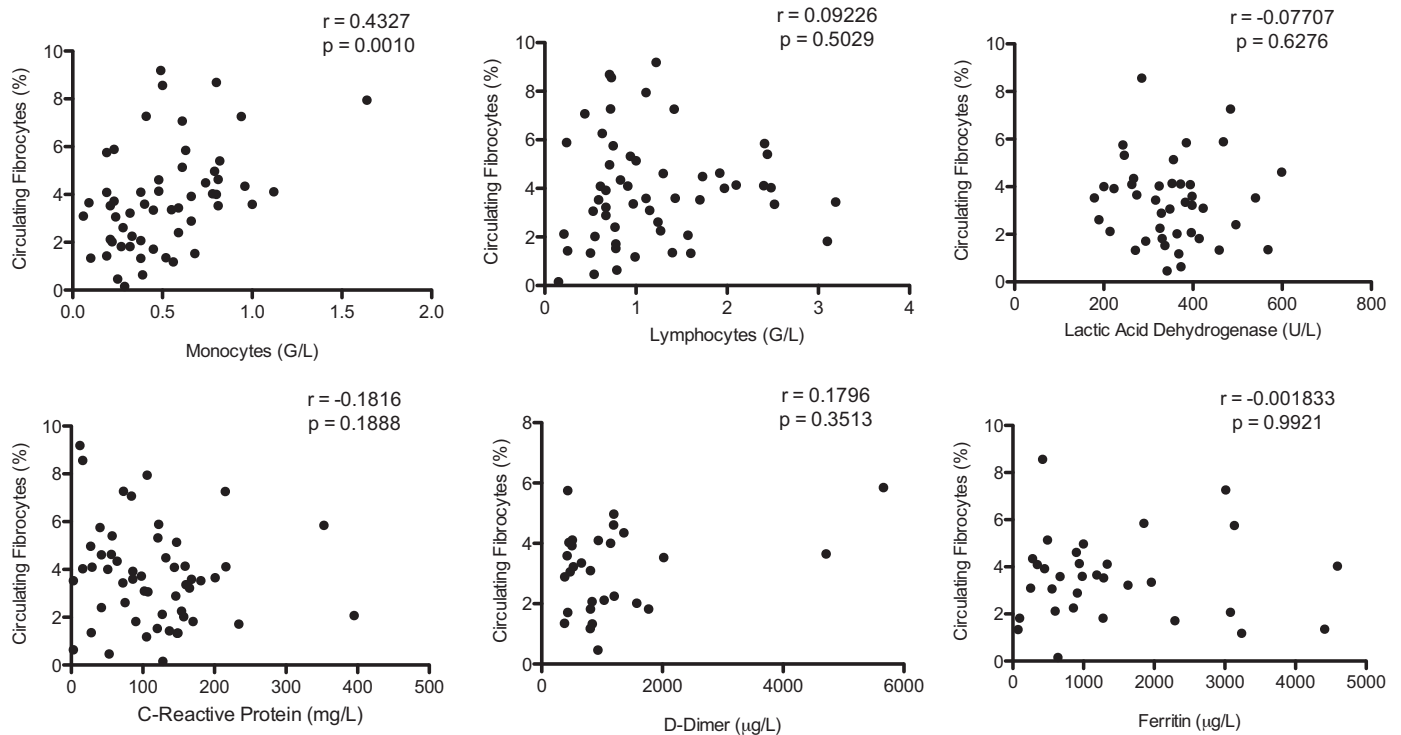 r = 0.4327
p = 0.0010
Circulating Fibrocytes (%)
10
8
6
4
2
0
0.0 0.5 1.0 1.5 2.0
Monocytes (G/L)
r = 0.09226
p = 0.5029
Circulating Fibrocytes (%)
10
8
6
4
2
0
0 1 2 3 4
Lymphocytes (G/L)
r = -0.07707
p = 0.6276
Circulating Fibrocytes (%)
10
8
6
4
2
0
0 200 400 600 800
Lactic Acid Dehydrogenase (U/L)
r = -0.1816
p = 0.1888
Circulating Fibrocytes (%)
10
8
6
4
2
0
0 100 200 300 400 500
C-Reactive Protein (mg/L)
r = 0.1796
p = 0.3513
Circulating Fibrocytes (%)
8
6
4
2
0
0 2000 4000 6000
D-Dimer (μg/L)
r = -0.001833
p = 0.9921
Circulating Fibrocytes (%)
10
8
6
4
2
0
0 1000 2000 3000 4000 5000
Ferritin (μg/L)